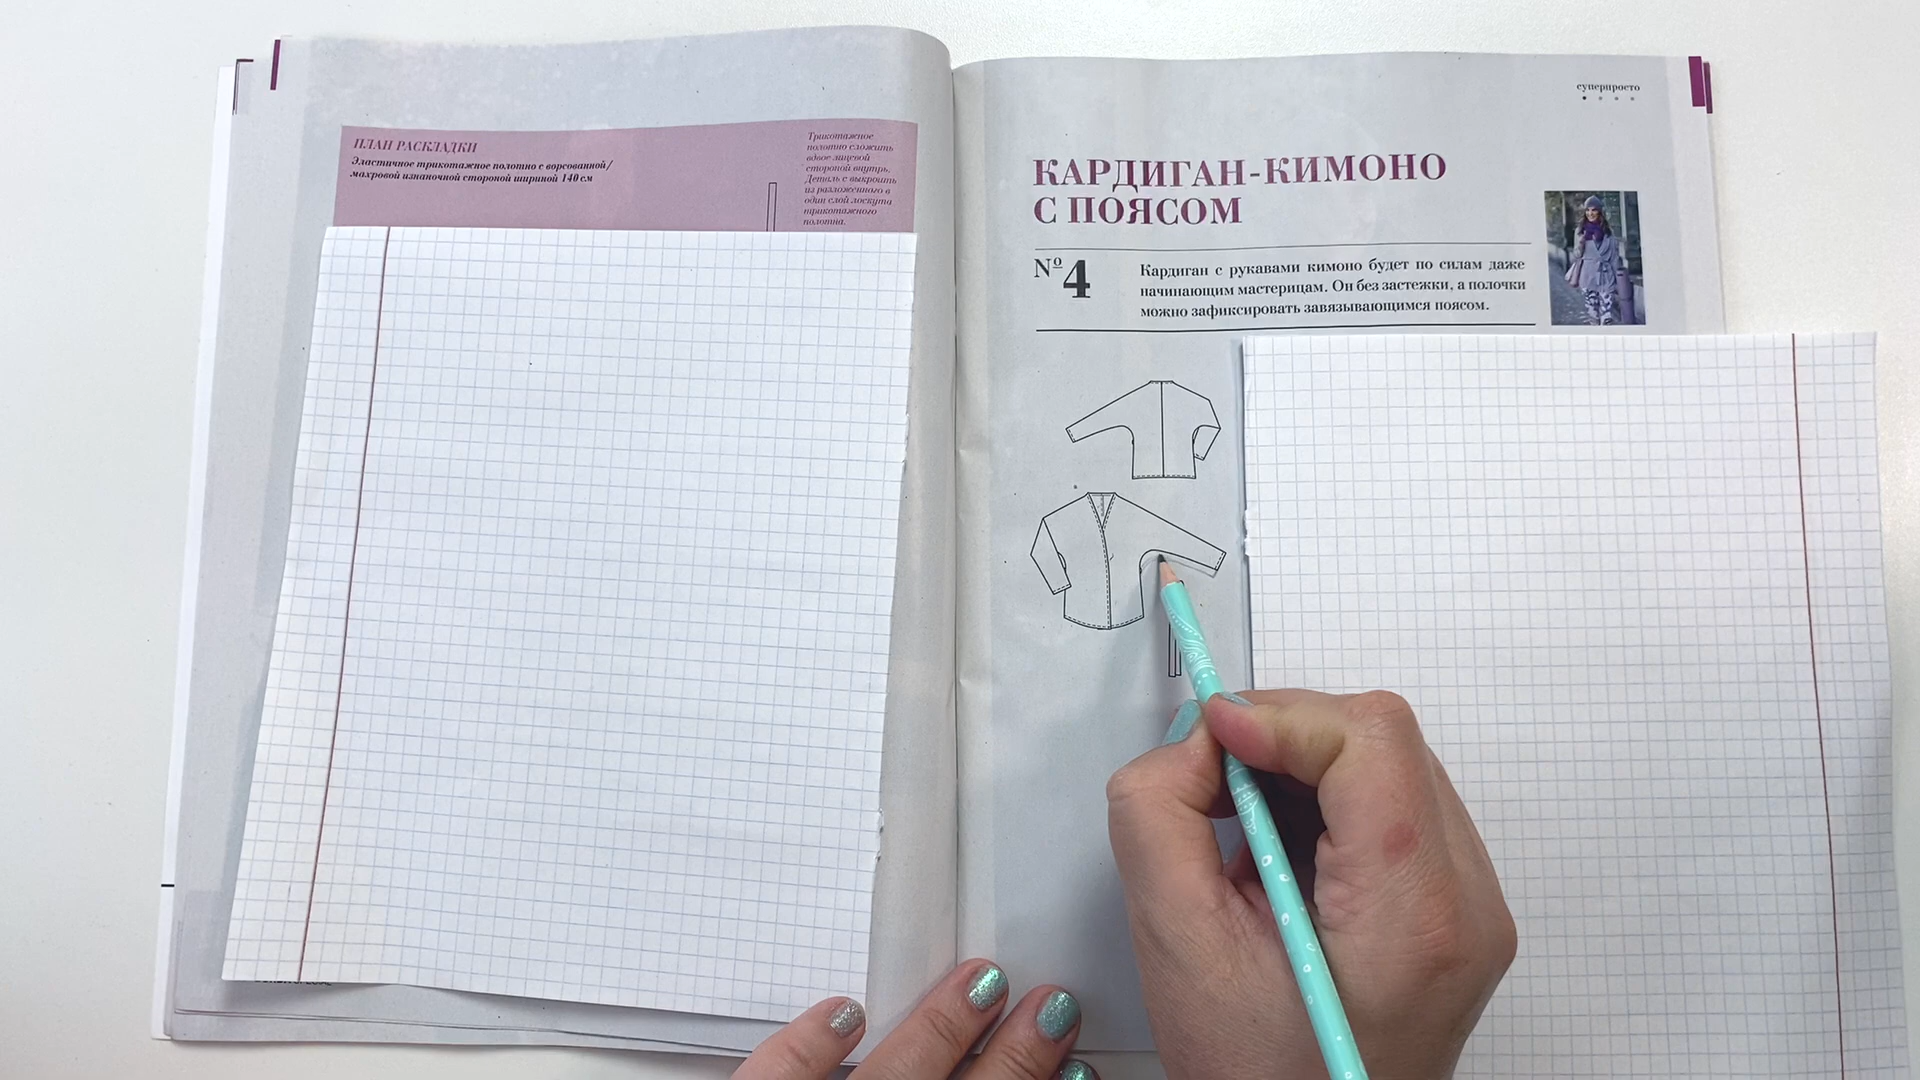 ПЛАН РАСКЛАДКИ
Эластичное трикотажное полотно с ворсованной/
махровой изнаночной стороной шириной 140 см
Трикотажное
полотно сложить
вдвое лицевой
стороной внутрь.
Деталь с выкроить
из разложенного в
один слой лоскута
трикотажного
полотна.
суперпросто
КАРДИГАН-КИМОНО
С ПОЯСОМ
№4
Кардиган с рукавами кимоно будет по силам даже
начинающим мастерицам. Он без застежки, а полочки
можно зафиксировать завязывающимся поясом.